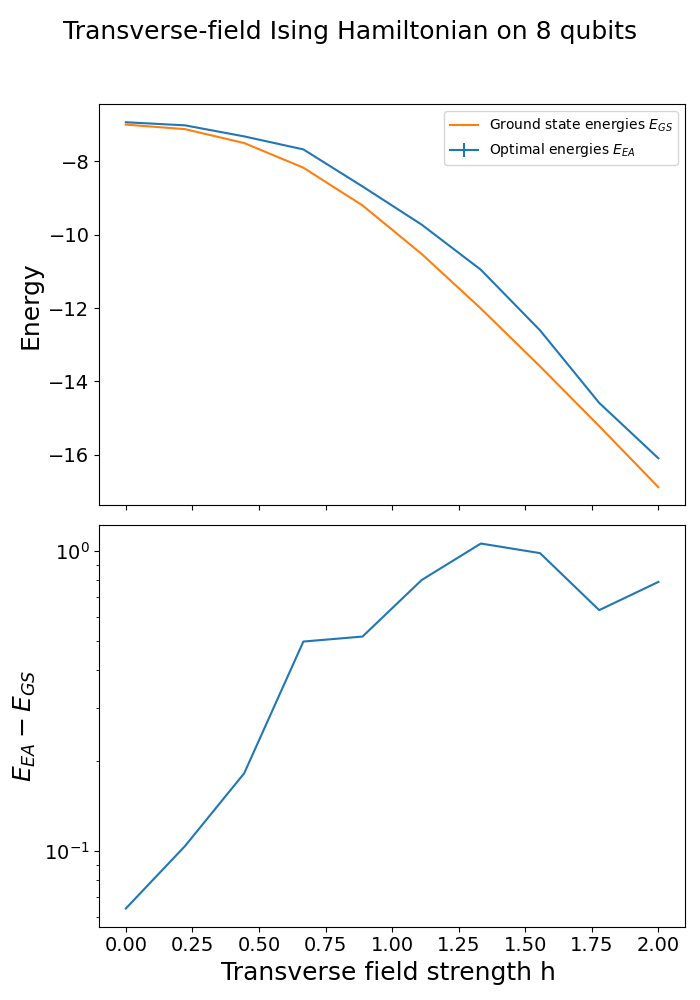 Transverse-field Ising Hamiltonian on 8 qubits
Ground state energies $E_{GS}$
Optimal energies $E_{EA}$
Energy
−8
−10
−12
−14
−16
$E_{EA} - E_{GS}$
$10^{0}$
$10^{-1}$
0.00 0.25 0.50 0.75 1.00 1.25 1.50 1.75 2.00
Transverse field strength h